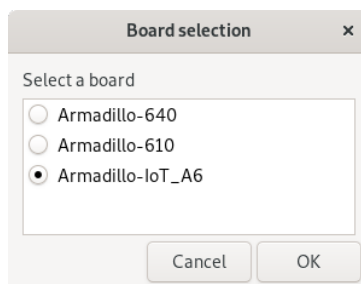 Board selection ×
Select a board
Armadillo-640
Armadillo-610
Armadillo-IoT_A6
Cancel OK